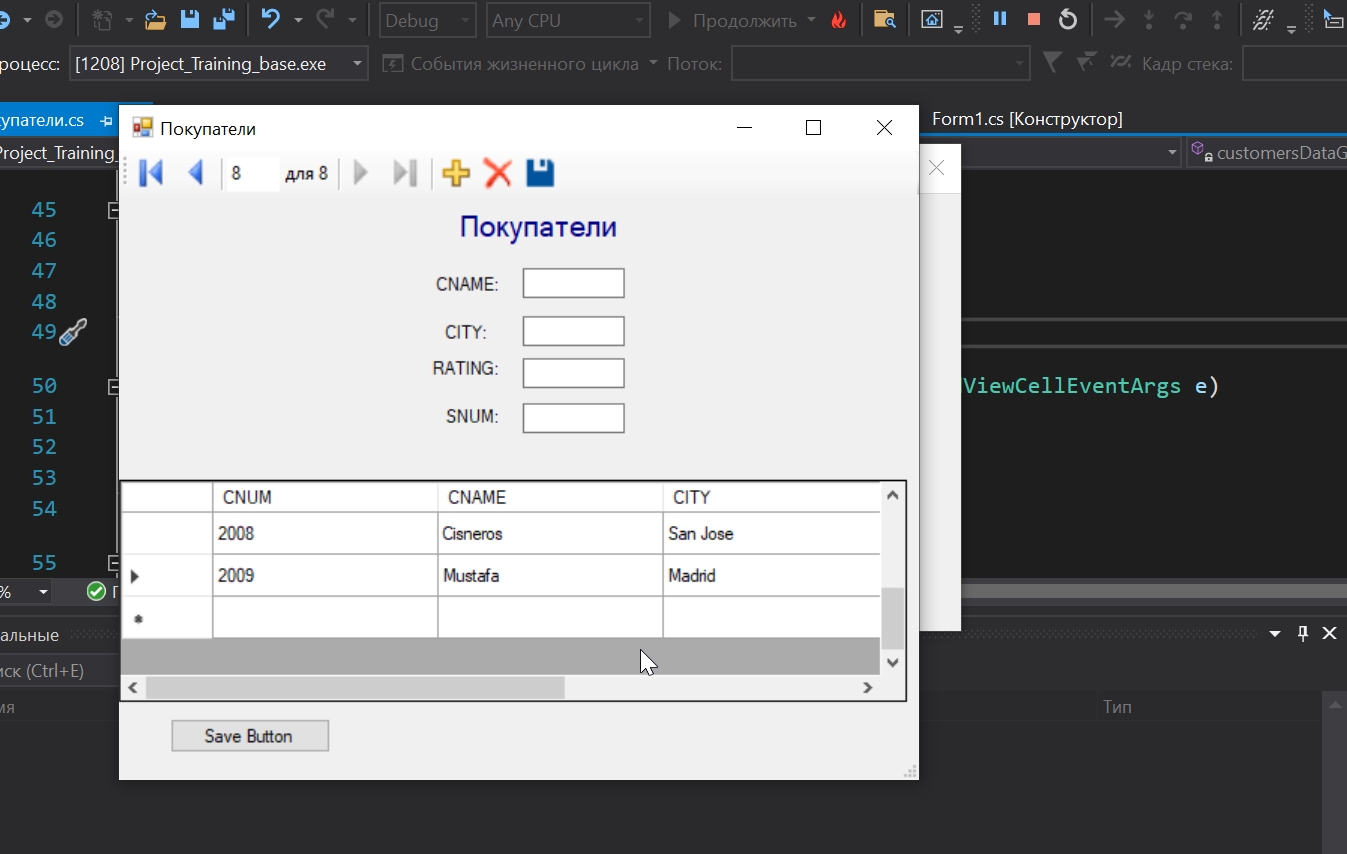 Debug Any CPU Продолжить
роцесс: [1208] Project_Training_base.exe События жизненного цикла Поток: Кадр стека:
купатели.cs Form1.cs [Конструктор]
Project_Training customersDataG
Покупатели
8 для 8
Покупатели
CNAME:
CITY:
RATING:
SNUM:
CNUM CNAME CITY
2008 Cisneros San Jose
2009 Mustafa Madrid
Save Button
45
46
47
48
49
50 ViewCellEventArgs e)
51
52
53
54
55
%
альные
иск (Ctrl+E)
мя Тип